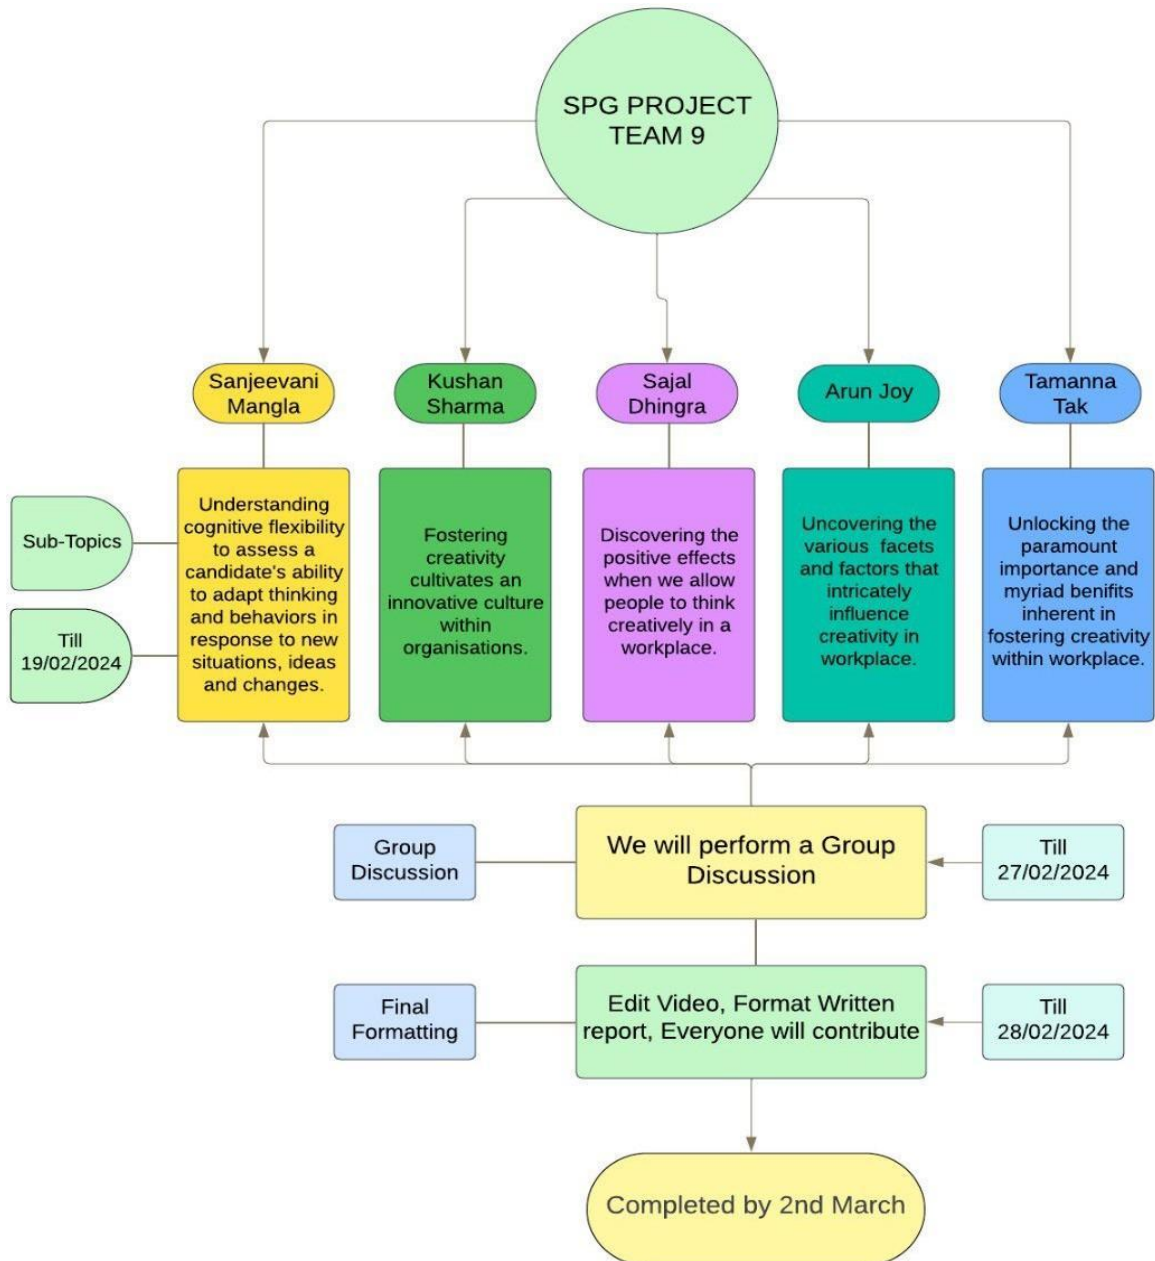 SPG PROJECT
TEAM 9
Sanjeevani
Mangla
Kushan
Sharma
Sajal
Dhingra
Arun Joy
Tamanna
Tak
Sub-Topics
Till
19/02/2024
Understanding
cognitive flexibility
to assess a
candidate's ability
to adapt thinking
and behaviors in
response to new
situations, ideas
and changes.
Fostering
creativity
cultivates an
innovative culture
within
organisations.
Discovering the
positive effects
when we allow
people to think
creatively in a
workplace.
Uncovering the
various facets
and factors that
intricately
influence
creativity in
workplace.
Unlocking the
paramount
importance and
myriad benifits
inherent in
fostering creativity
within workplace.
Group
Discussion
We will perform a Group
Discussion
Till
27/02/2024
Final
Formatting
Edit Video, Format Written
report, Everyone will contribute
Till
28/02/2024
Completed by 2nd March